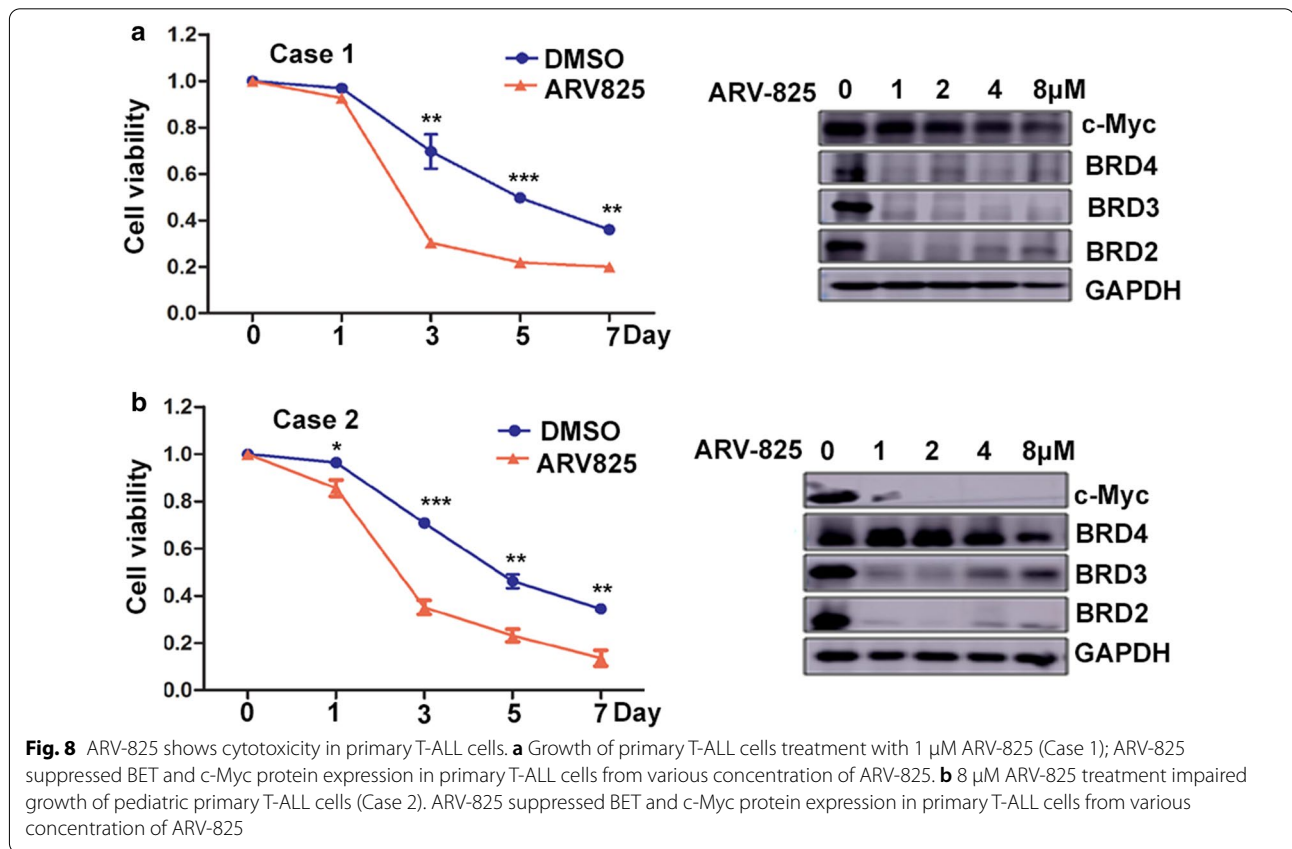 a
1.2
1.0
0.8
0.6
0.4
0.2
0.0
Cell viability
Case 1
DMSO
ARV825
**
***
**
0 1 3 5 7 Day
ARV-825 0 1 2 4 8µM
c-Myc
BRD4
BRD3
BRD2
GAPDH
b
1.2
1.0
0.8
0.6
0.4
0.2
0.0
Cell viability
Case 2
DMSO
ARV825
*
***
**
**
0 1 3 5 7 Day
ARV-825 0 1 2 4 8µM
c-Myc
BRD4
BRD3
BRD2
GAPDH
Fig. 8 ARV-825 shows cytotoxicity in primary T-ALL cells. a Growth of primary T-ALL cells treatment with 1 µM ARV-825 (Case 1); ARV-825
suppressed BET and c-Myc protein expression in primary T-ALL cells from various concentration of ARV-825. b 8 µM ARV-825 treatment impaired
growth of pediatric primary T-ALL cells (Case 2). ARV-825 suppressed BET and c-Myc protein expression in primary T-ALL cells from various
concentration of ARV-825